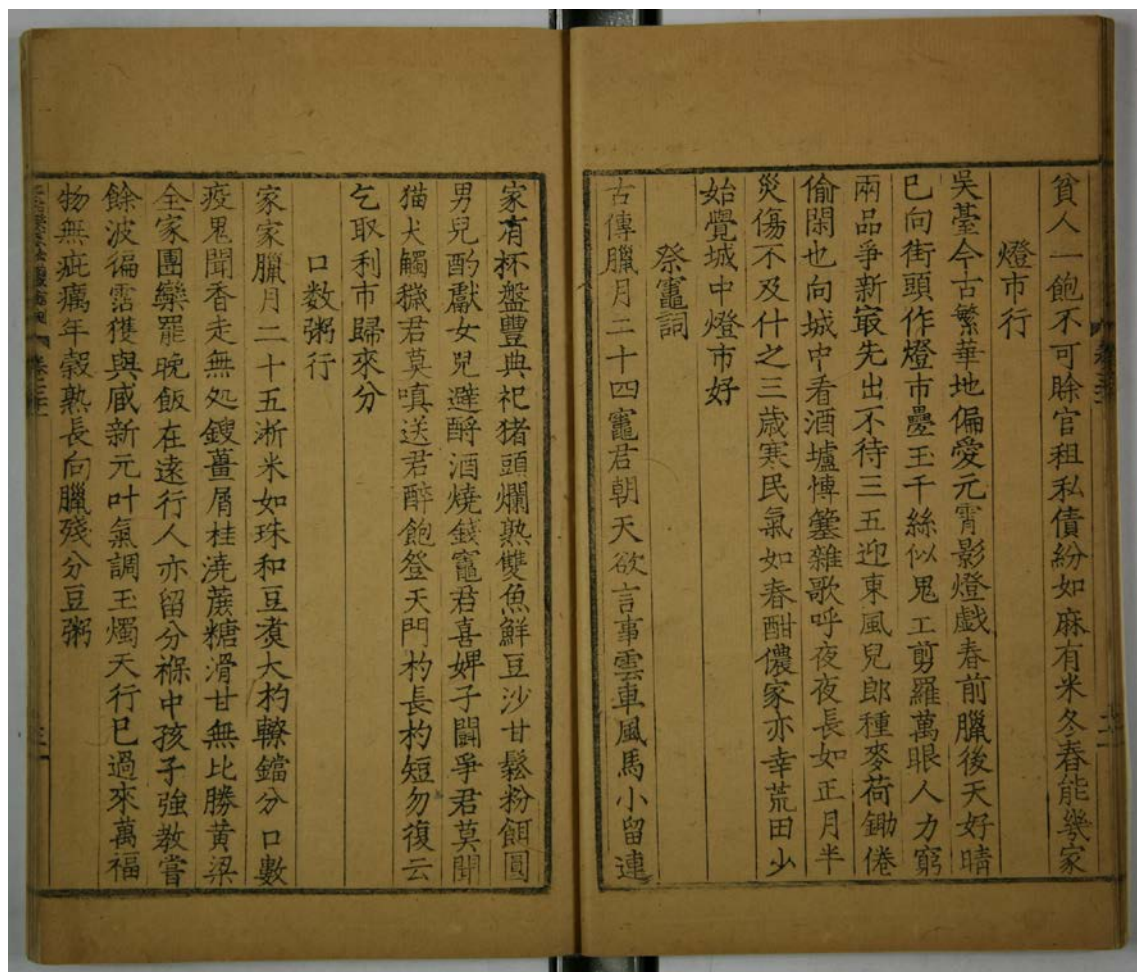 貧人一飽不可賖官租私債紛如麻有米冬春能㡬家
燈市行
吳䑓今古繁華地偏愛元宵影燈戲春前臘後天好晴
已向街頭作燈市疊玉千絲似鬼工剪羅萬眼人力窮
兩品爭新㝡先出不待三五迎東風兒郎種麥荷鋤倦
偷閑也向城中看酒壚慱簺雜歌呼夜夜長如正月半
災傷不及什之三歳寒民氣如春酣儂家亦幸荒田少
始覺城中燈市好
祭竈詞
古傳臘月二十四竈君朝天欲言事雲車風馬小留連
家有杯盤豐典祀猪頭爛熟雙魚鮮豆沙甘鬆粉餌圓
男兒酌獻女兒避酹酒燒錢竈君喜婢子鬬爭君莫聞
猫犬觸穢君莫嗔送君醉飽登天門杓長杓短勿復云
乞取利市歸來分
口数粥行
家家臘月二十五淅米如珠和豆煑大杓轑鐺分口數
疫鬼聞香走無処鎪薑屑桂澆蔗糖滑甘無比勝黃粱
全家團欒罷晚飯在遠行人亦留分褓中孩子強教嘗
餘波徧霑獲與臧新元叶氣調玉燭天行已過來萬福
物無疵癘年穀熟長向臘殘分豆粥